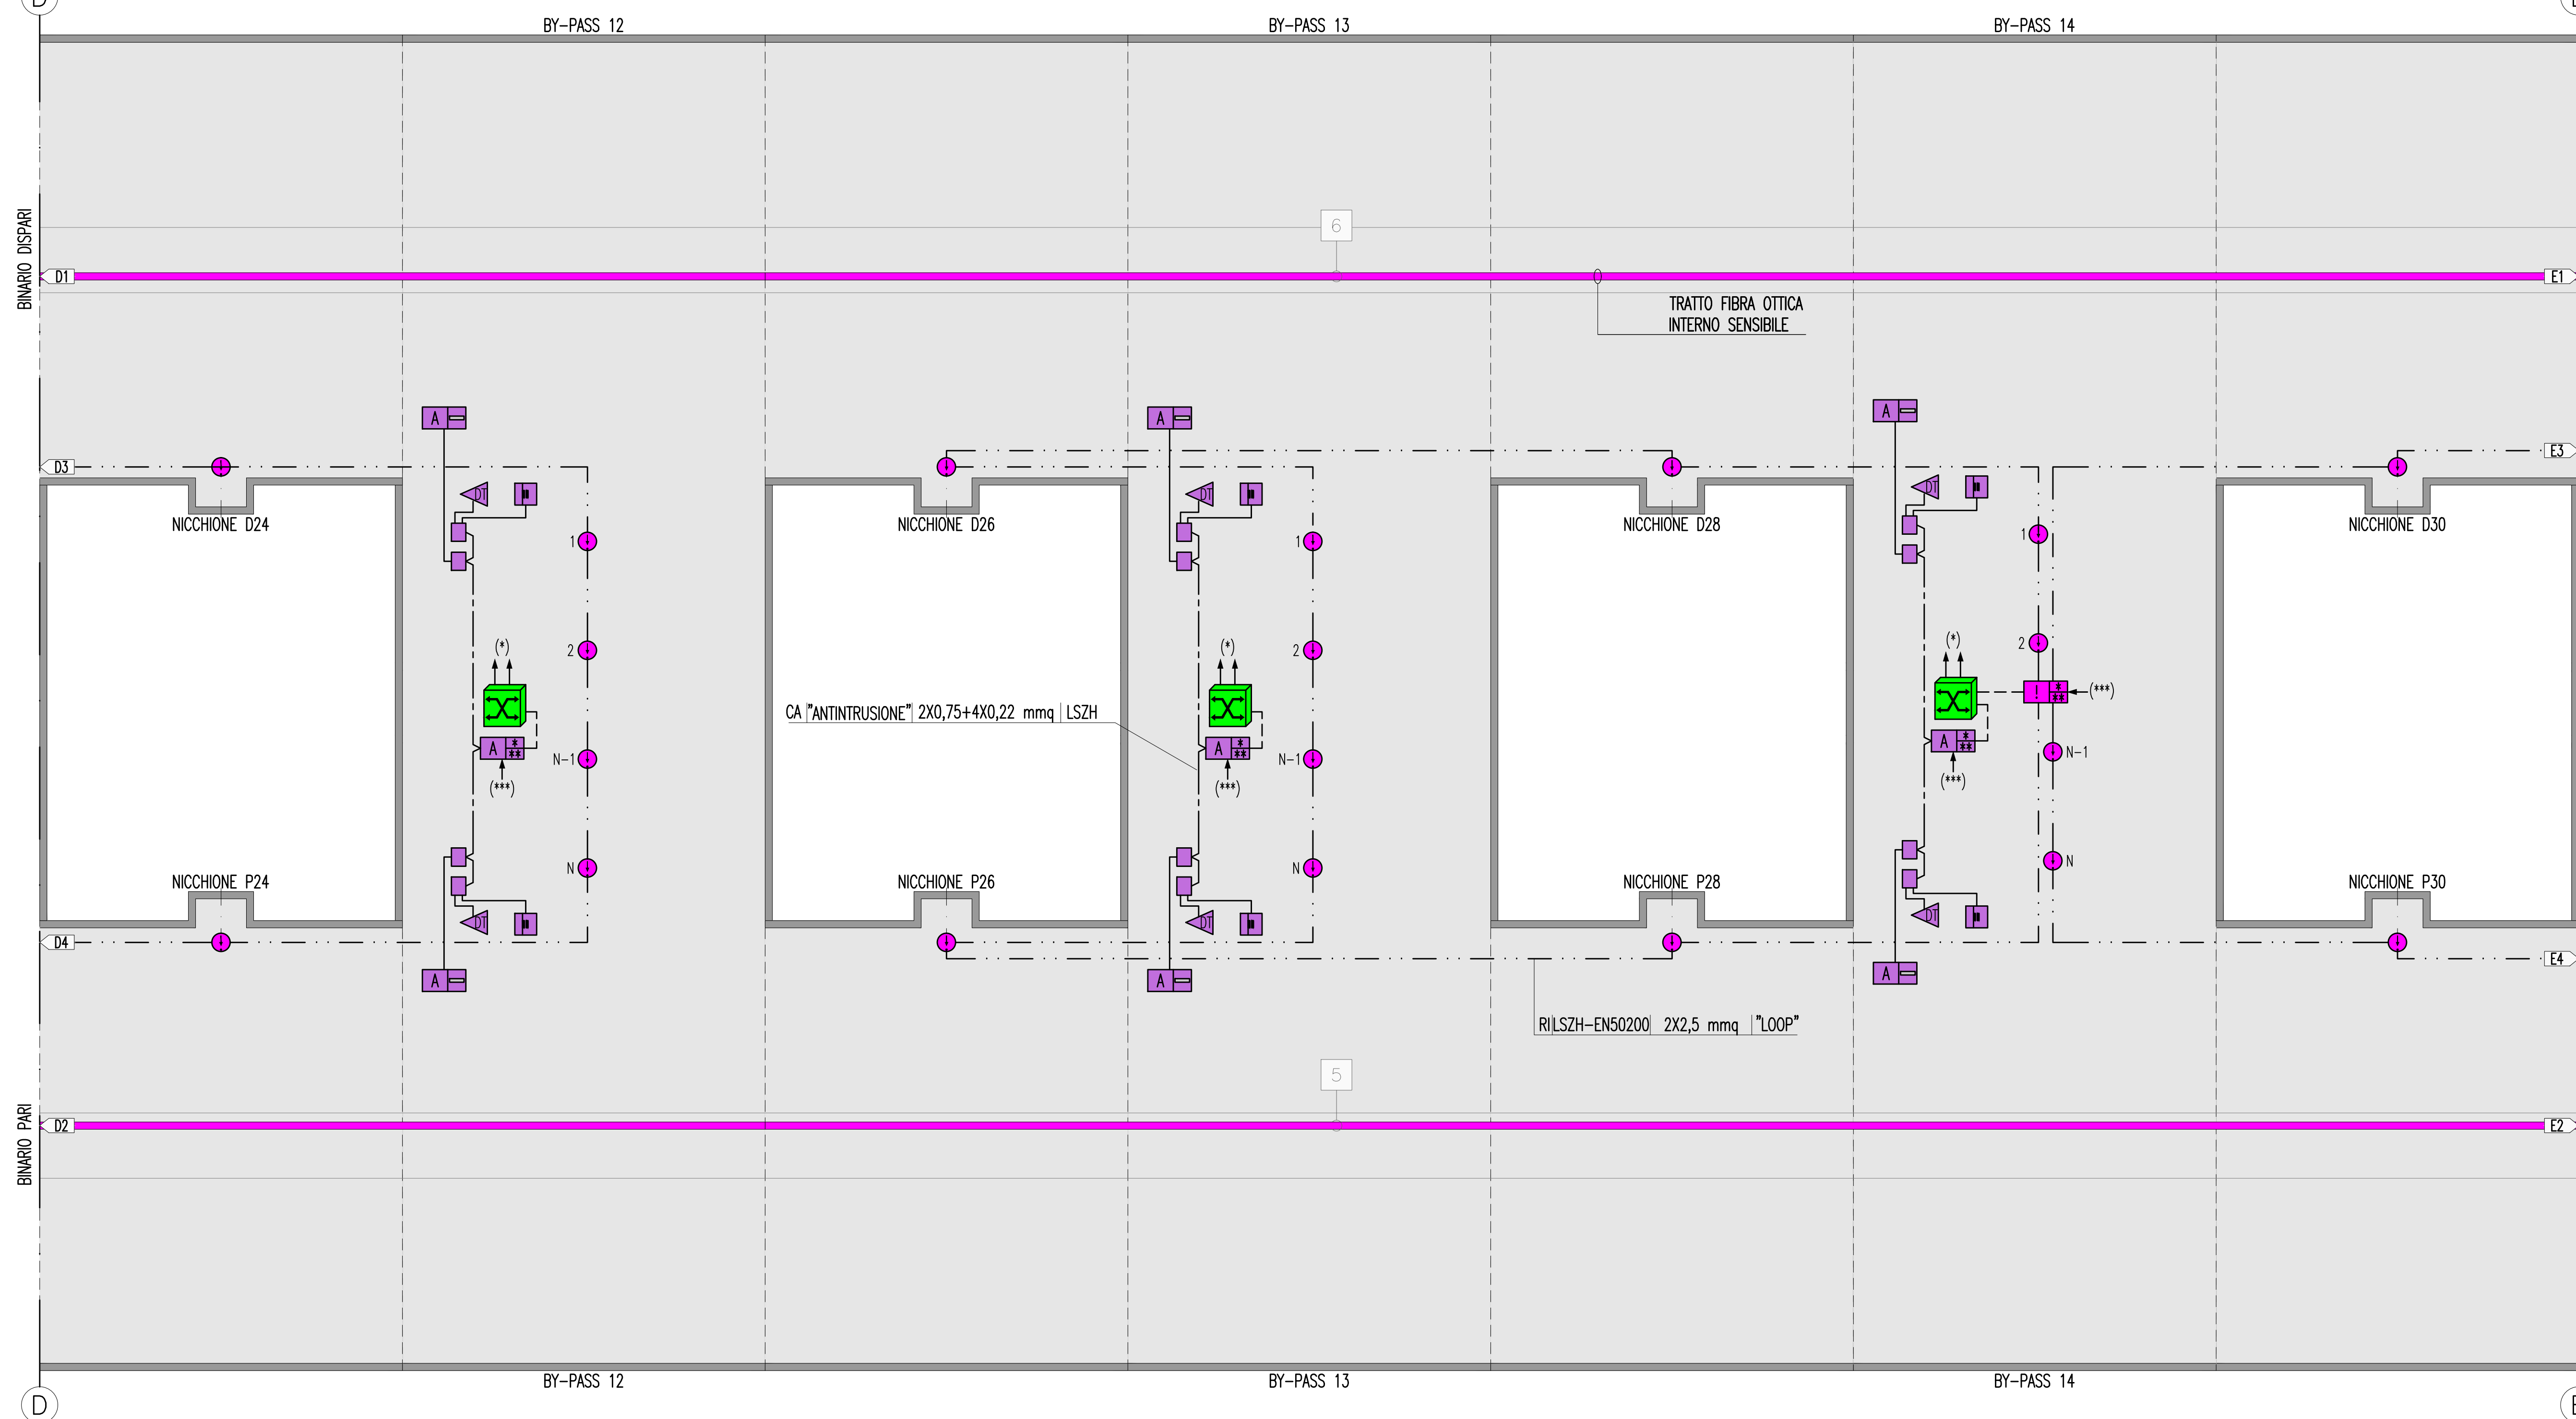 D
BY-PASS 12
BY-PASS 13
BY-PASS 14
BINARIO DISPARI
6
D1
E1
TRATTO FIBRA OTTICA
INTERNO SENSIBILE
A
A
A
E3
D3
DT
DT
DT
NICCHIONE D24
NICCHIONE D26
NICCHIONE D28
NICCHIONE D30
1
1
1
2
2
2
(*)
(*)
(*)
! * **
(***)
CA "ANTINTRUSIONE" 2X0,75+4X0,22 mmq LSZH
A * **
A * **
A * **
N-1
N-1
N-1
(***)
(***)
(***)
N
N
N
NICCHIONE P24
NICCHIONE P26
NICCHIONE P28
NICCHIONE P30
DT
DT
DT
D4
E4
A
A
A
RI LSZH-EN50200 2X2,5 mmq "LOOP"
5
BINARIO PARI
D2
E2
BY-PASS 12
BY-PASS 13
BY-PASS 14
D